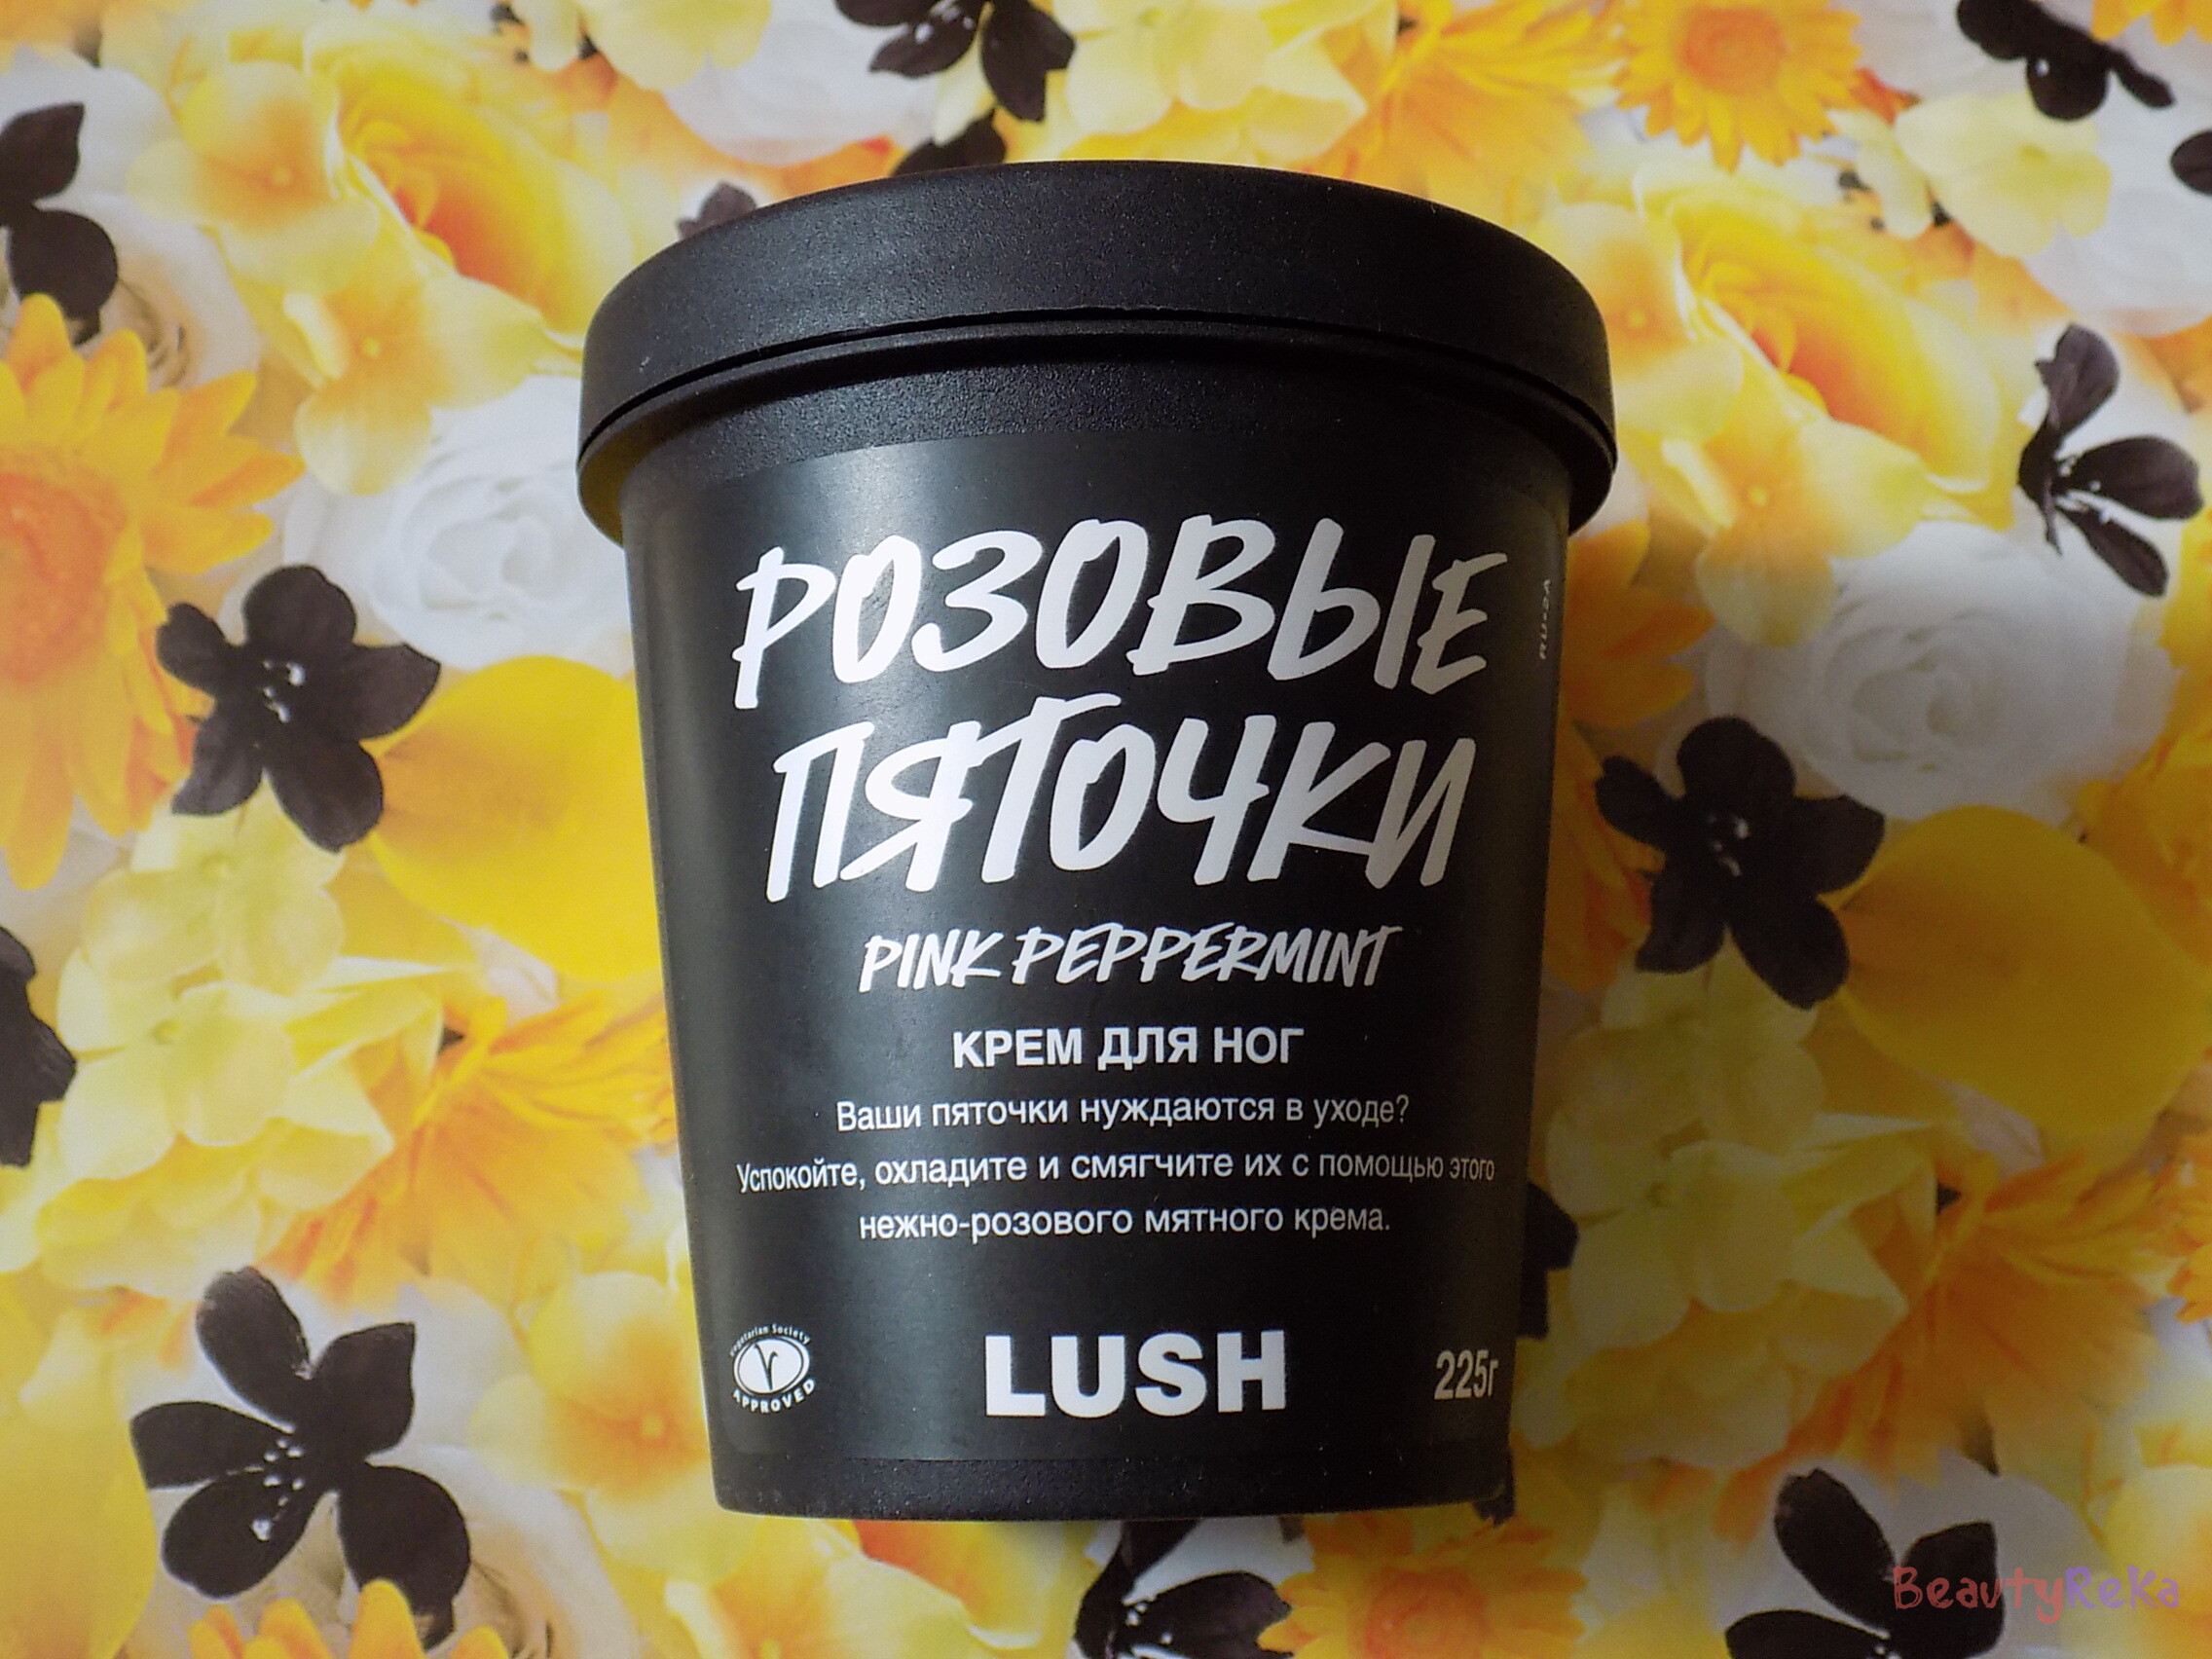 РОЗОВЫЕ
ПЯТОЧКИ
PINK PEPPERMINT
КРЕМ ДЛЯ НОГ
Ваши пяточки нуждаются в уходе?
Успокойте, охладите и смягчите их с помощью этого
нежно-розового мятного крема.
Vegetarian Society
APPROVED
LUSH
225г
BeautyReKa